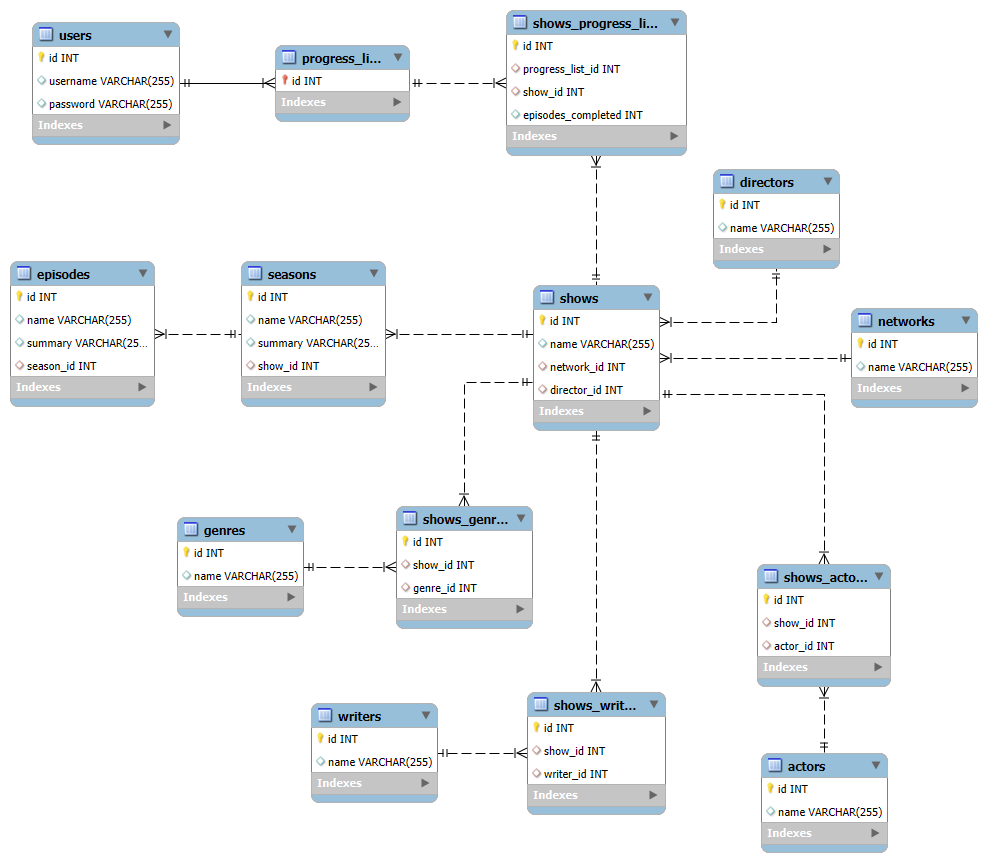 users
id INT
username VARCHAR(255)
password VARCHAR(255)
Indexes
progress_li...
id INT
Indexes
shows_progress_li...
id INT
progress_list_id INT
show_id INT
episodes_completed INT
Indexes
directors
id INT
name VARCHAR(255)
Indexes
episodes
id INT
name VARCHAR(255)
summary VARCHAR(25...
season_id INT
Indexes
seasons
id INT
name VARCHAR(255)
summary VARCHAR(25...
show_id INT
Indexes
shows
id INT
name VARCHAR(255)
network_id INT
director_id INT
Indexes
networks
id INT
name VARCHAR(255)
Indexes
genres
id INT
name VARCHAR(255)
Indexes
shows_genr...
id INT
show_id INT
genre_id INT
Indexes
shows_acto...
id INT
show_id INT
actor_id INT
Indexes
writers
id INT
name VARCHAR(255)
Indexes
shows_writ...
id INT
show_id INT
writer_id INT
Indexes
actors
id INT
name VARCHAR(255)
Indexes